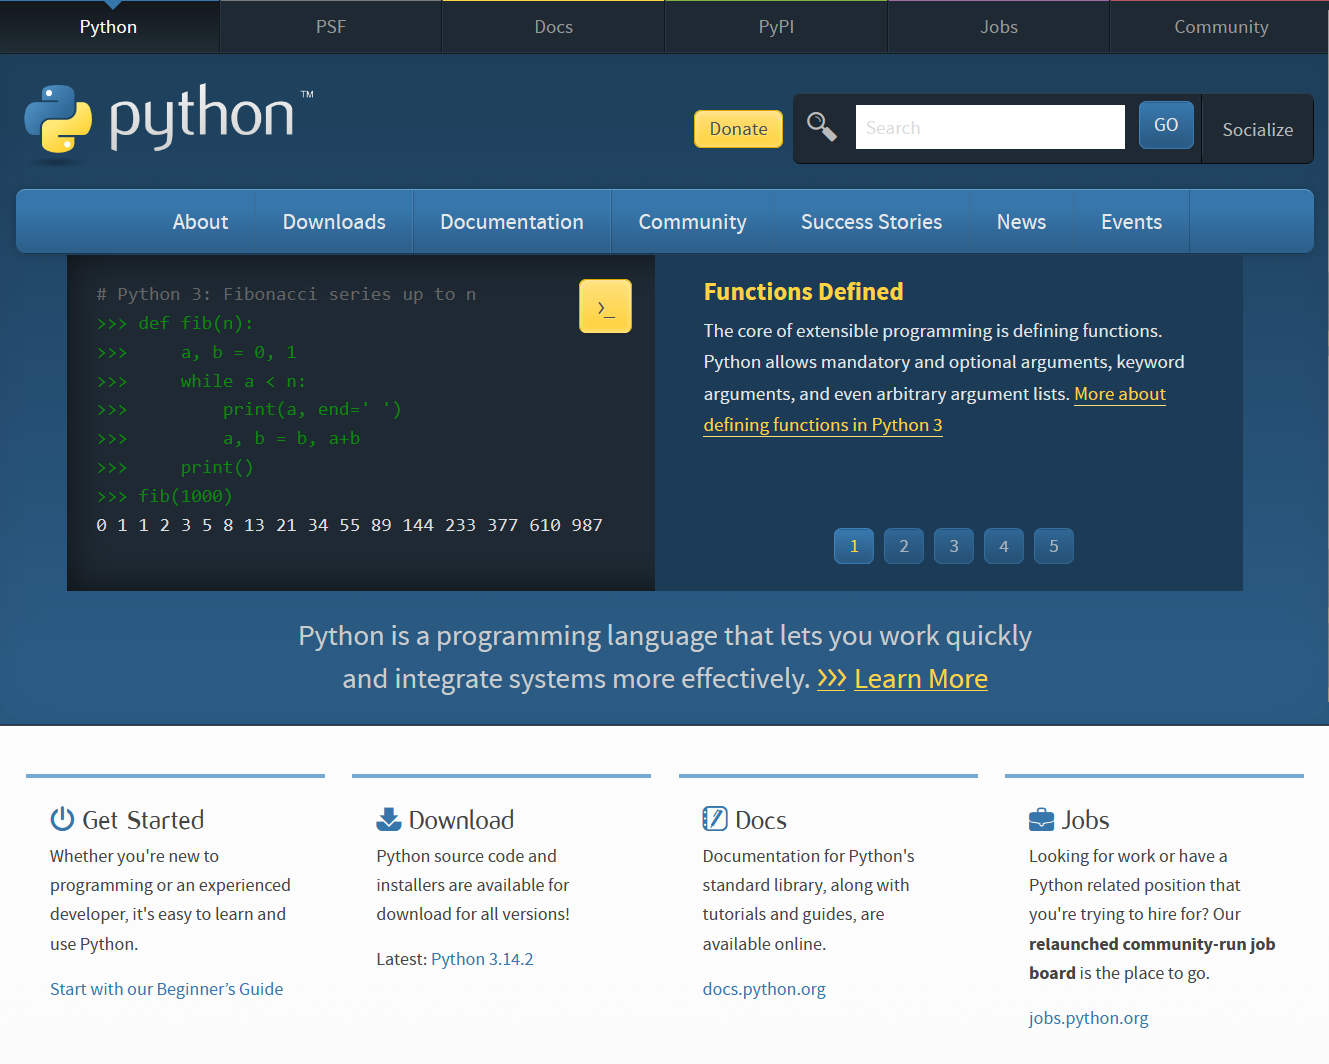 Python PSF Docs PyPI Jobs Community
python™
Donate Search GO Socialize
About Downloads Documentation Community Success Stories News Events
# Python 3: Fibonacci series up to n
>>> def fib(n):
>>>     a, b = 0, 1
>>>     while a < n:
>>>         print(a, end=' ')
>>>         a, b = b, a+b
>>>     print()
>>> fib(1000)
0 1 1 2 3 5 8 13 21 34 55 89 144 233 377 610 987
›_
Functions Defined
The core of extensible programming is defining functions.
Python allows mandatory and optional arguments, keyword
arguments, and even arbitrary argument lists. More about
defining functions in Python 3
1 2 3 4 5
Python is a programming language that lets you work quickly
and integrate systems more effectively. >>> Learn More
Get Started
Whether you're new to
programming or an experienced
developer, it's easy to learn and
use Python.
Start with our Beginner’s Guide
Download
Python source code and
installers are available for
download for all versions!
Latest: Python 3.14.2
Docs
Documentation for Python's
standard library, along with
tutorials and guides, are
available online.
docs.python.org
Jobs
Looking for work or have a
Python related position that
you're trying to hire for? Our
relaunched community-run job
board is the place to go.
jobs.python.org